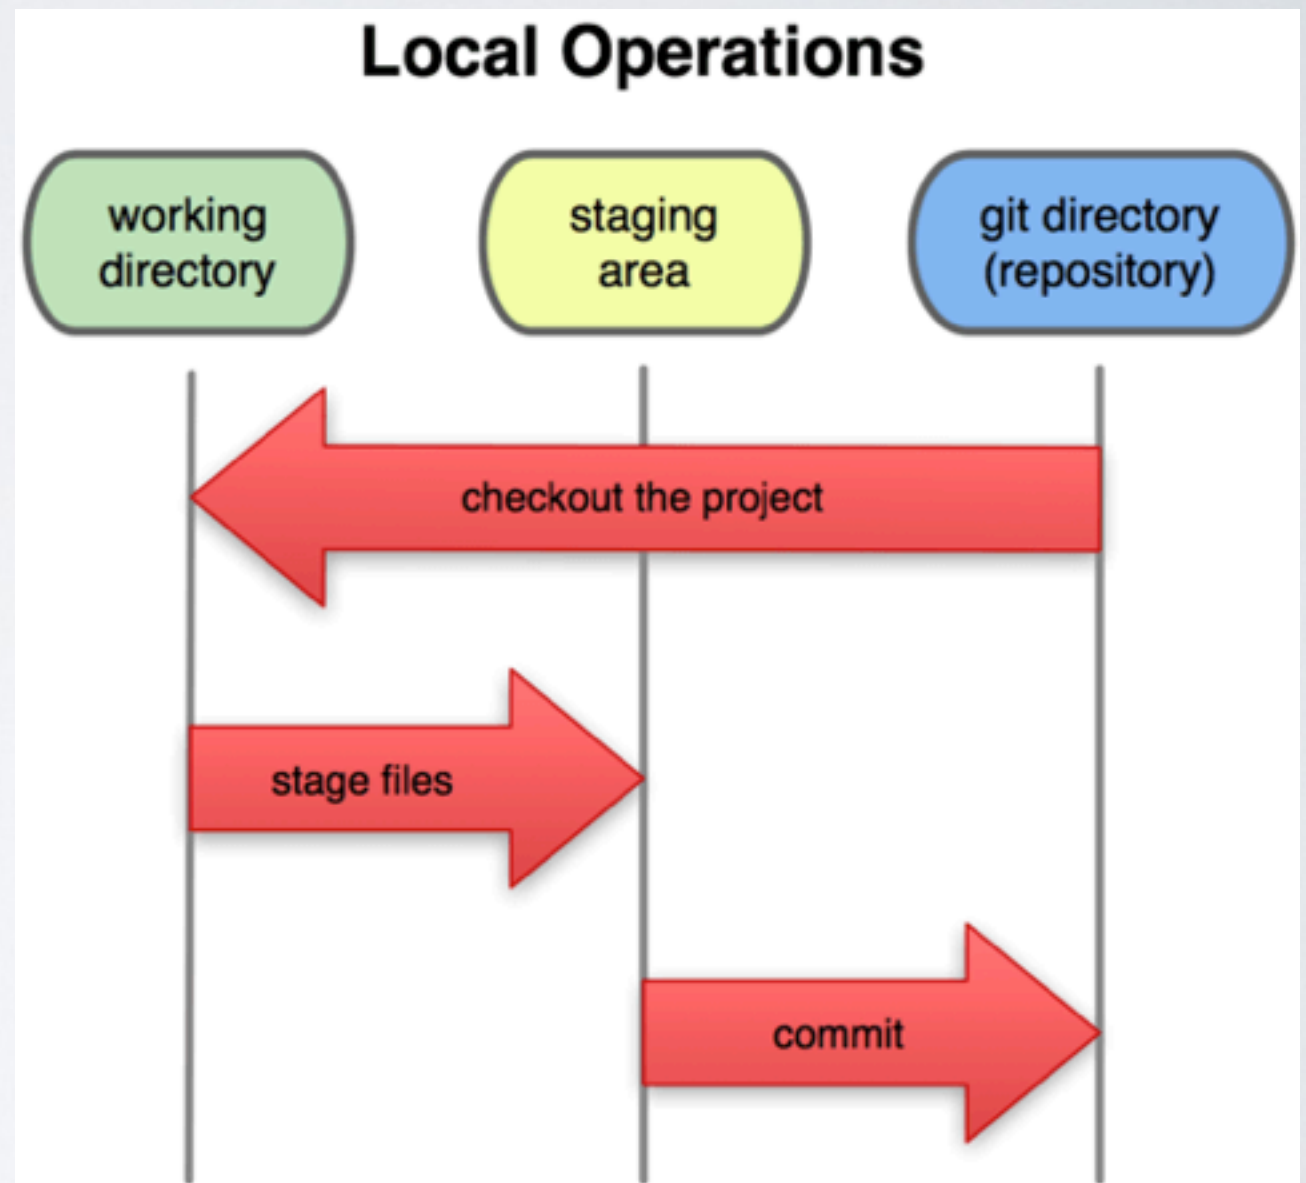 Local Operations
working
directory
staging
area
git directory
(repository)
checkout the project
stage files
commit